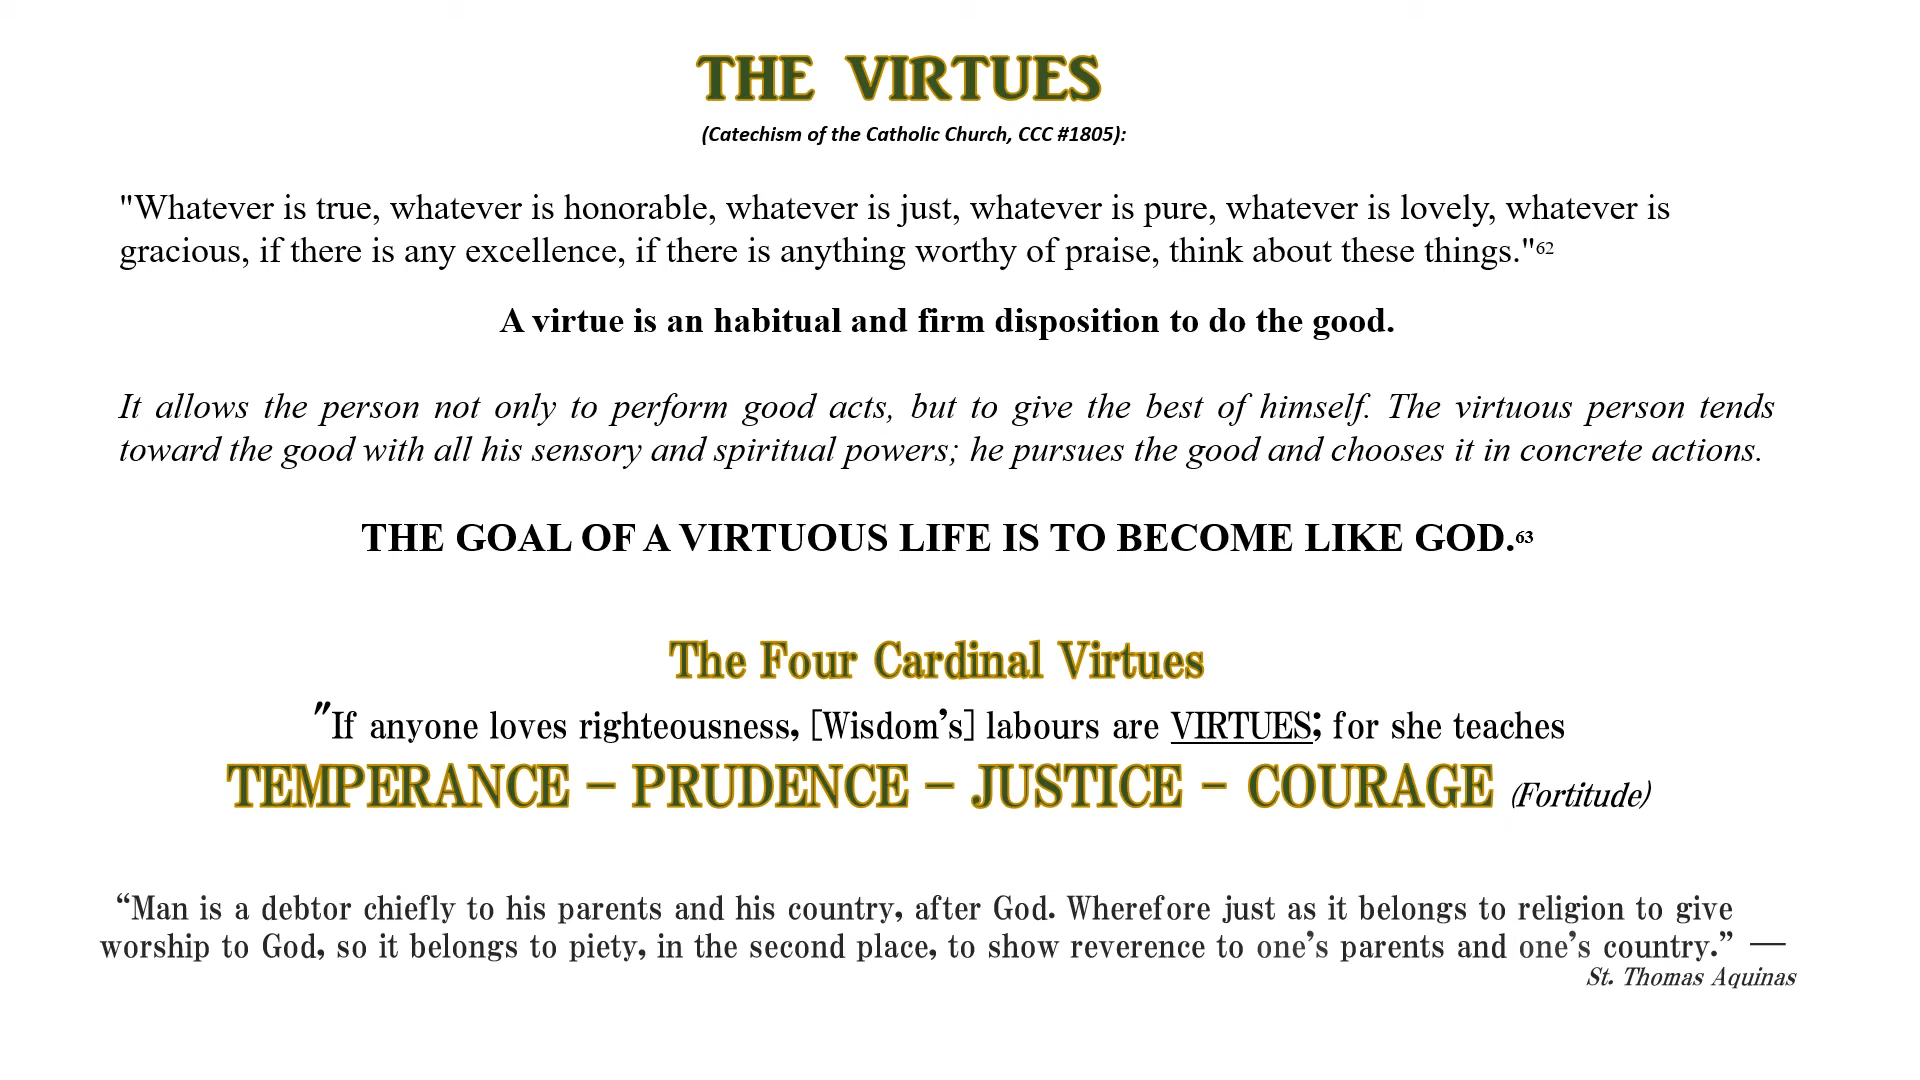 THE VIRTUES
(Catechism of the Catholic Church, CCC #1805):
"Whatever is true, whatever is honorable, whatever is just, whatever is pure, whatever is lovely, whatever is
gracious, if there is any excellence, if there is anything worthy of praise, think about these things."62
A virtue is an habitual and firm disposition to do the good.
It allows the person not only to perform good acts, but to give the best of himself. The virtuous person tends
toward the good with all his sensory and spiritual powers; he pursues the good and chooses it in concrete actions.
THE GOAL OF A VIRTUOUS LIFE IS TO BECOME LIKE GOD.63
The Four Cardinal Virtues
"If anyone loves righteousness, [Wisdom’s] labours are VIRTUES; for she teaches
TEMPERANCE – PRUDENCE – JUSTICE - COURAGE (Fortitude)
“Man is a debtor chiefly to his parents and his country, after God. Wherefore just as it belongs to religion to give
worship to God, so it belongs to piety, in the second place, to show reverence to one’s parents and one’s country.” —
St. Thomas Aquinas